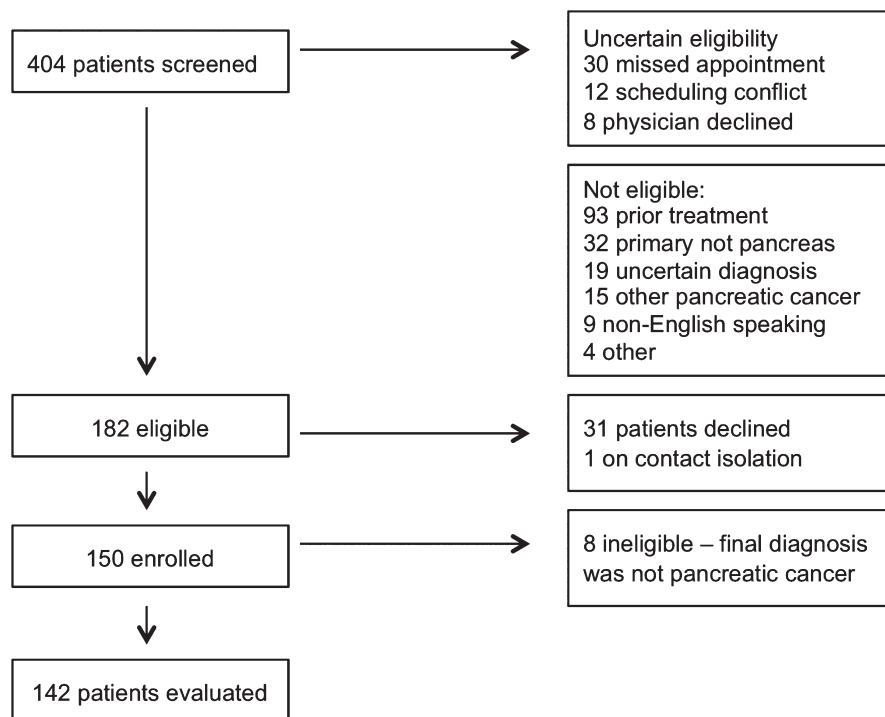 404 patients screened
Uncertain eligibility
30 missed appointment
12 scheduling conflict
8 physician declined
Not eligible:
93 prior treatment
32 primary not pancreas
19 uncertain diagnosis
15 other pancreatic cancer
9 non-English speaking
4 other
182 eligible
31 patients declined
1 on contact isolation
150 enrolled
8 ineligible – final diagnosis
was not pancreatic cancer
142 patients evaluated